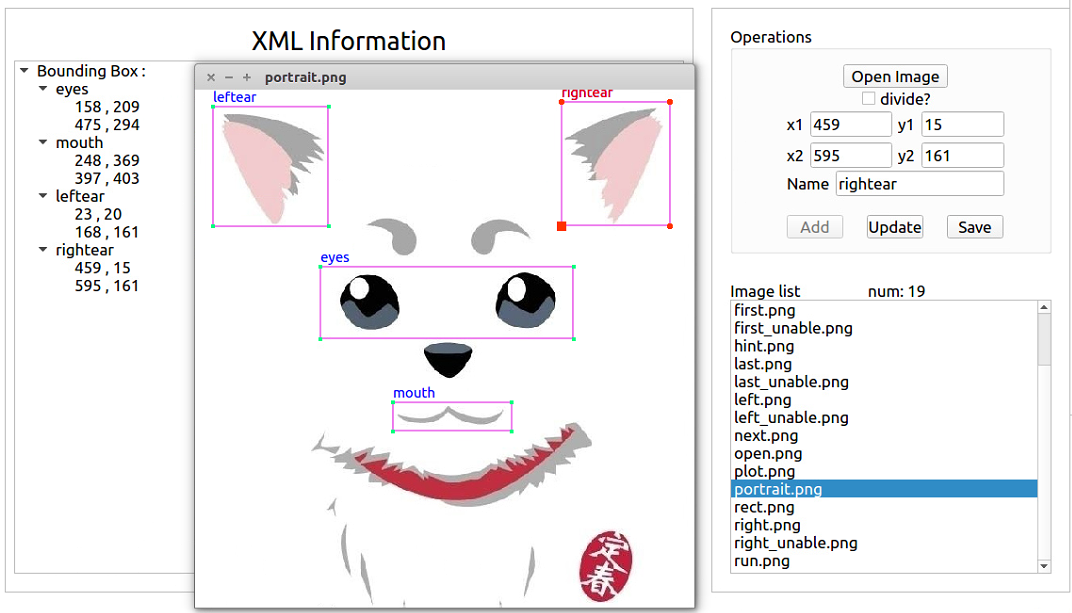 XML Information
Bounding Box :
eyes
158 , 209
475 , 294
mouth
248 , 369
397 , 403
leftear
23 , 20
168 , 161
rightear
459 , 15
595 , 161
portrait.png
leftear
rightear
eyes
mouth
定春
Operations
Open Image
divide?
x1 459 y1 15
x2 595 y2 161
Name rightear
Add Update Save
Image list num: 19
first.png
first_unable.png
hint.png
last.png
last_unable.png
left.png
left_unable.png
next.png
open.png
plot.png
portrait.png
rect.png
right.png
right_unable.png
run.png